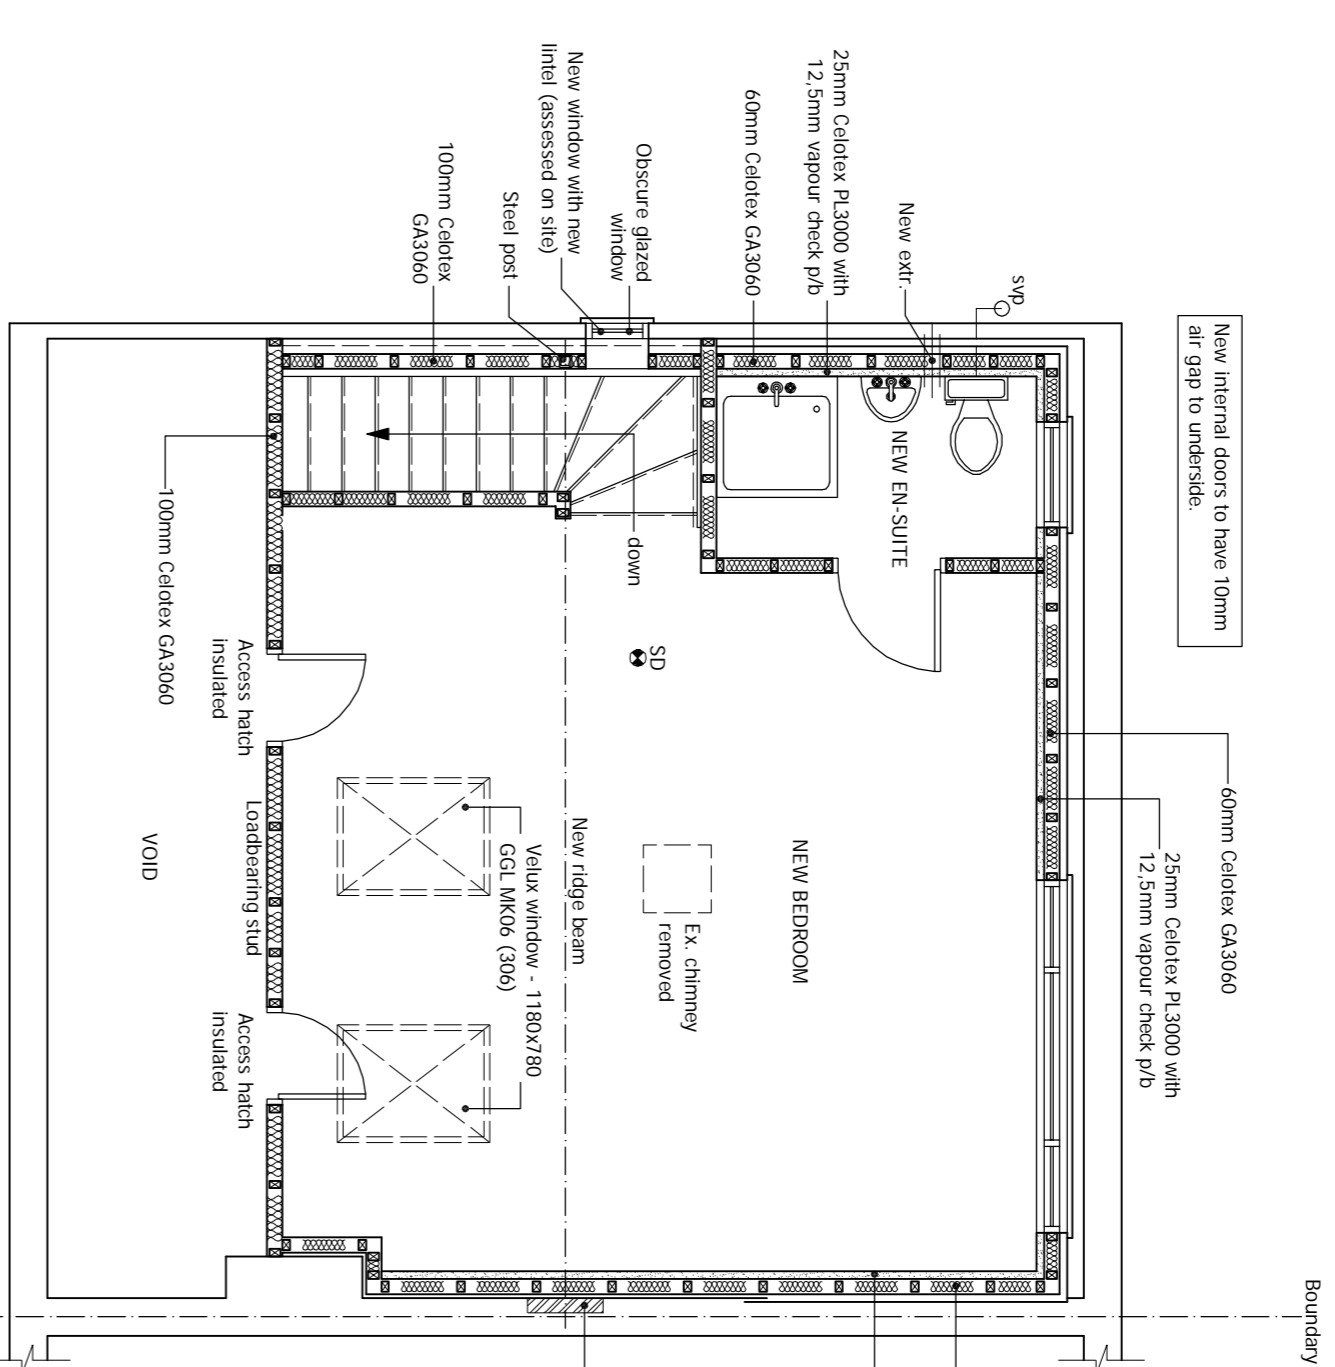 Boundary
New internal doors to have 10mm
air gap to underside.
60mm Celotex GA3060
25mm Celotex PL3000 with
12,5mm vapour check p/b
svp
New extr.
25mm Celotex PL3000 with
12,5mm vapour check p/b
60mm Celotex GA3060
Obscure glazed
window
New window with new
lintel (assessed on site)
Steel post
100mm Celotex
GA3060
NEW EN-SUITE
down
SD
NEW BEDROOM
Ex. chimney
removed
New ridge beam
Velux window - 1180x780
GGL MK06 (306)
Loadbearing stud
Access hatch
insulated
Access hatch
insulated
100mm Celotex GA3060
VOID